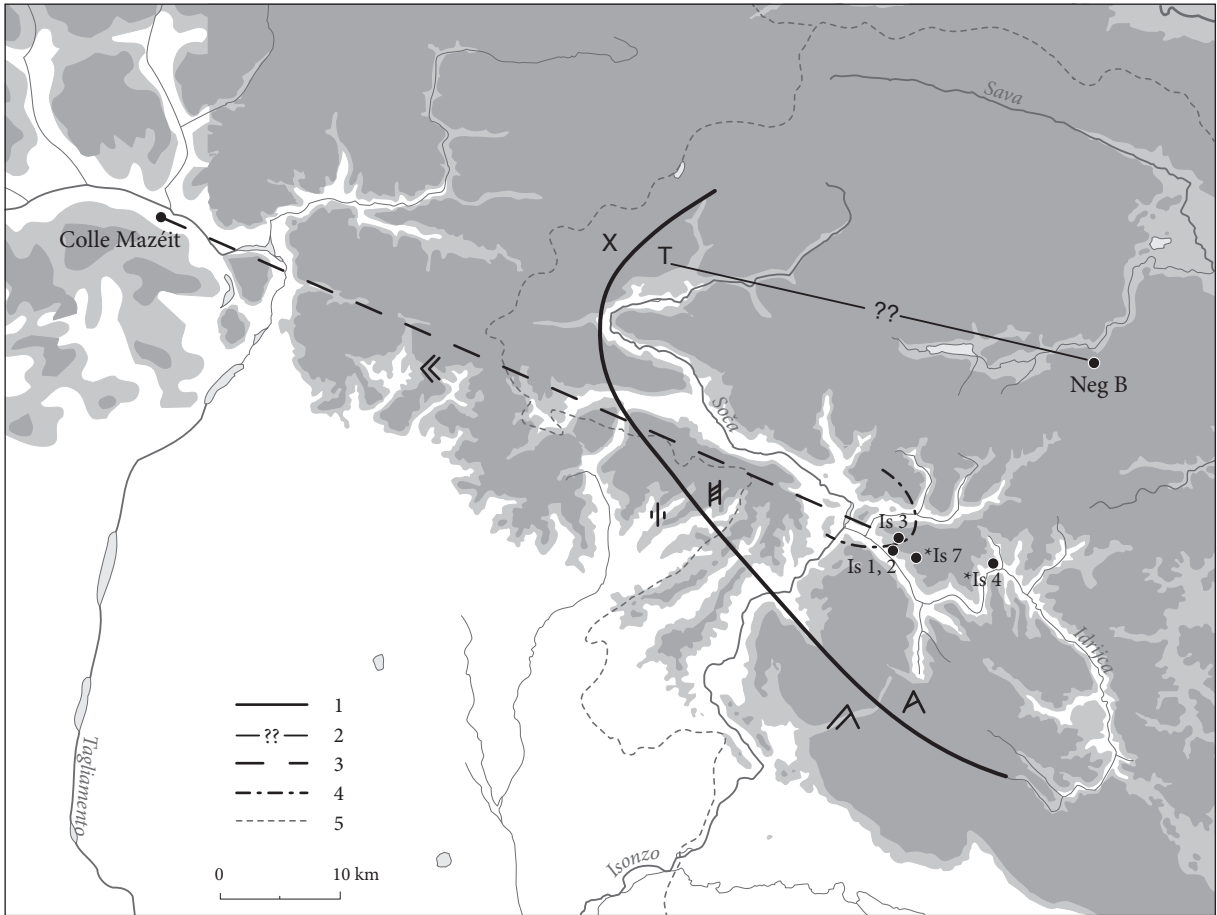 Sava
Colle Mazéit
X
T
??
Neg B
Soča
Is 3
Is 1, 2
*Is 7
*Is 4
Idrijca
Tagliamento
Isonzo
1
?? 2
3
4
5
0 10 km